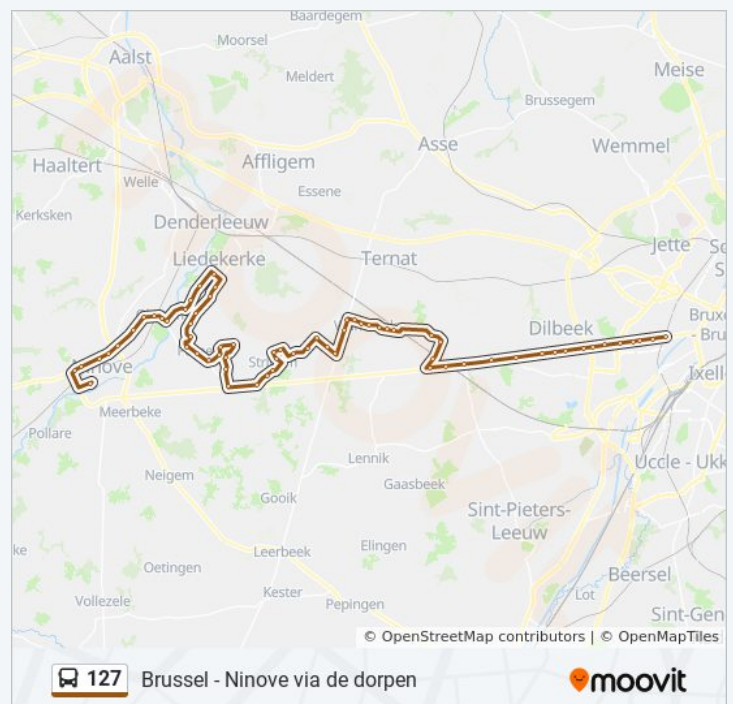 Baardegem
Moorsel
Aalst
Meldert
Meise
Brussegem
Asse
Wemmel
Haaltert
Affligem
Welle
Essene
Kerksken
Denderleeuw
Jette
Liedekerke
Ternat
Dilbeek
Ixelle
Meerbeke
Pollare
Lennik
Uccle - Ukk
Neigem
Gaasbeek
Gooik
Sint-Pieters-
Leeuw
ke
Leerbeek
Elingen
Oetingen
Beersel
Kester
Lot
Vollezele
Pepingen
Sint-Gen
© OpenStreetMap contributors | © OpenMapTiles
127 Brussel - Ninove via de dorpen
moovit